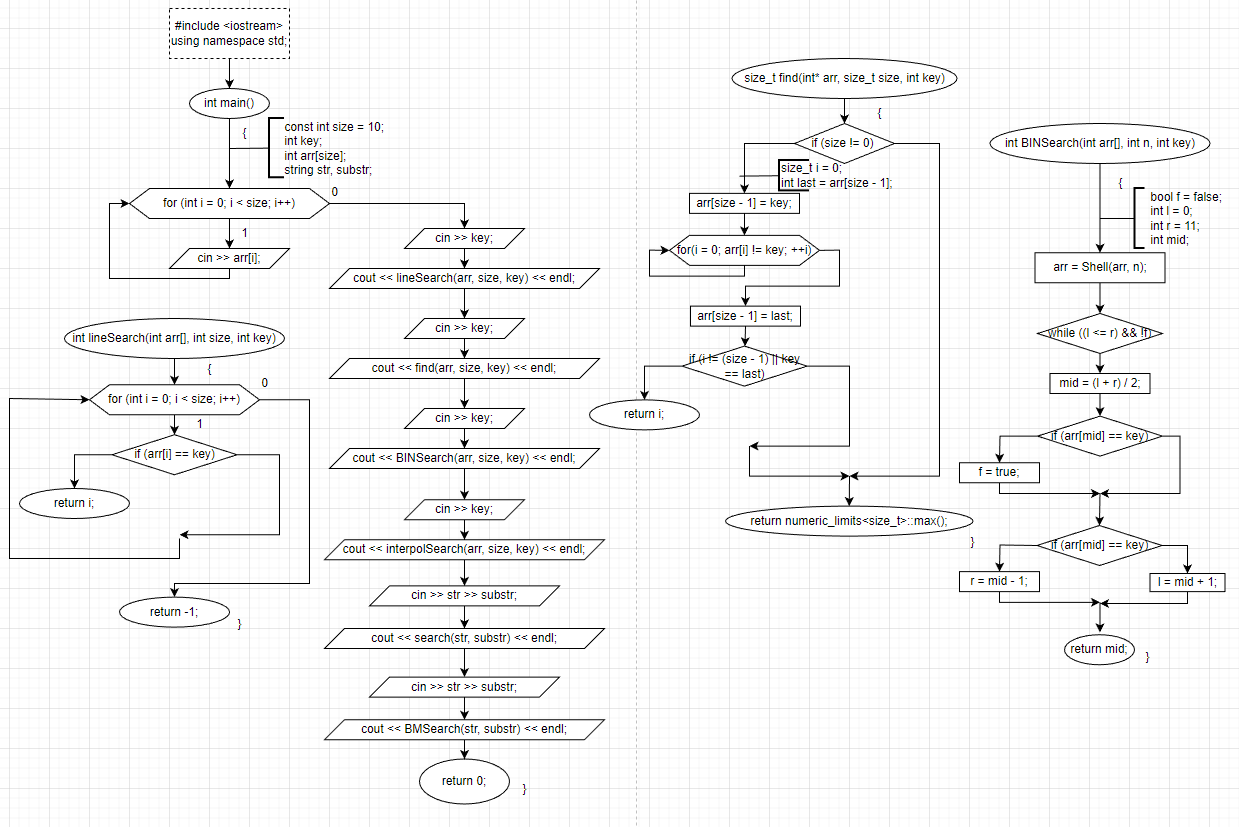 #include <iostream>
using namespace std;
int main()
{
const int size = 10;
int key;
int arr[size];
string str, substr;
for (int i = 0; i < size; i++)
0
1
cin >> arr[i];
cin >> key;
cout << lineSearch(arr, size, key) << endl;
cin >> key;
cout << find(arr, size, key) << endl;
cin >> key;
cout << BINSearch(arr, size, key) << endl;
cin >> key;
cout << interpolSearch(arr, size, key) << endl;
cin >> str >> substr;
cout << search(str, substr) << endl;
cin >> str >> substr;
cout << BMSearch(str, substr) << endl;
return 0;
}
int lineSearch(int arr[], int size, int key)
{
for (int i = 0; i < size; i++)
0
1
if (arr[i] == key)
return i;
return -1;
}
size_t find(int* arr, size_t size, int key)
{
if (size != 0)
size_t i = 0;
int last = arr[size - 1];
arr[size - 1] = key;
for(i = 0; arr[i] != key; ++i)
arr[size - 1] = last;
if (i != (size - 1) || key
== last)
return i;
return numeric_limits<size_t>::max();
}
int BINSearch(int arr[], int n, int key)
{
bool f = false;
int l = 0;
int r = 11;
int mid;
arr = Shell(arr, n);
while ((l <= r) && !f)
mid = (l + r) / 2;
if (arr[mid] == key)
f = true;
if (arr[mid] == key)
r = mid - 1;
l = mid + 1;
return mid;
}